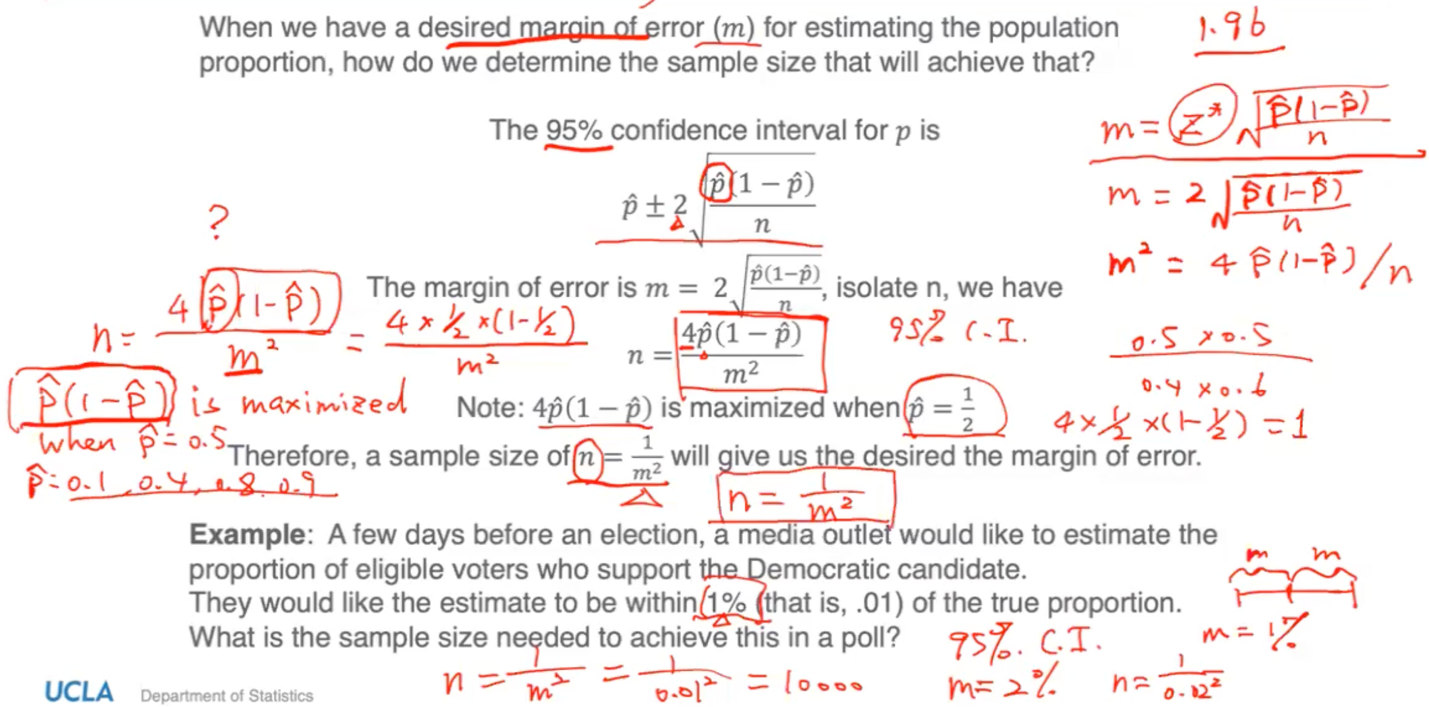 When we have a desired margin of error (m) for estimating the population
proportion, how do we determine the sample size that will achieve that?
1.96
m = z* √(p̂(1-p̂)/n)
The 95% confidence interval for p is
p̂ ± 2 √(p̂(1 − p̂)/n)
m = 2 √(p̂(1-p̂)/n)
m² = 4 p̂(1-p̂)/n
?
The margin of error is m = 2 √(p̂(1−p̂)/n), isolate n, we have
n = 4 p̂(1-p̂)/m² = 4 × ½ × (1-½)/m²
n = 4p̂(1 − p̂)/m²
95% C.I.
0.5 × 0.5
0.4 × 0.6
p̂(1-p̂) is maximized
when p̂ = 0.5
p̂ = 0.1, 0.4, 0.8, 0.9
Note: 4p̂(1 − p̂) is maximized when p̂ = 1/2
4 × ½ × (1-½) = 1
Therefore, a sample size of n = 1/m² will give us the desired the margin of error.
n = 1/m²
Example: A few days before an election, a media outlet would like to estimate the
proportion of eligible voters who support the Democratic candidate.
They would like the estimate to be within 1% (that is, .01) of the true proportion.
What is the sample size needed to achieve this in a poll?
m m
m = 1%
n = 1/m² = 1/0.01² = 10000
95%. C.I.
m = 2% n = 1/0.02²
UCLA Department of Statistics